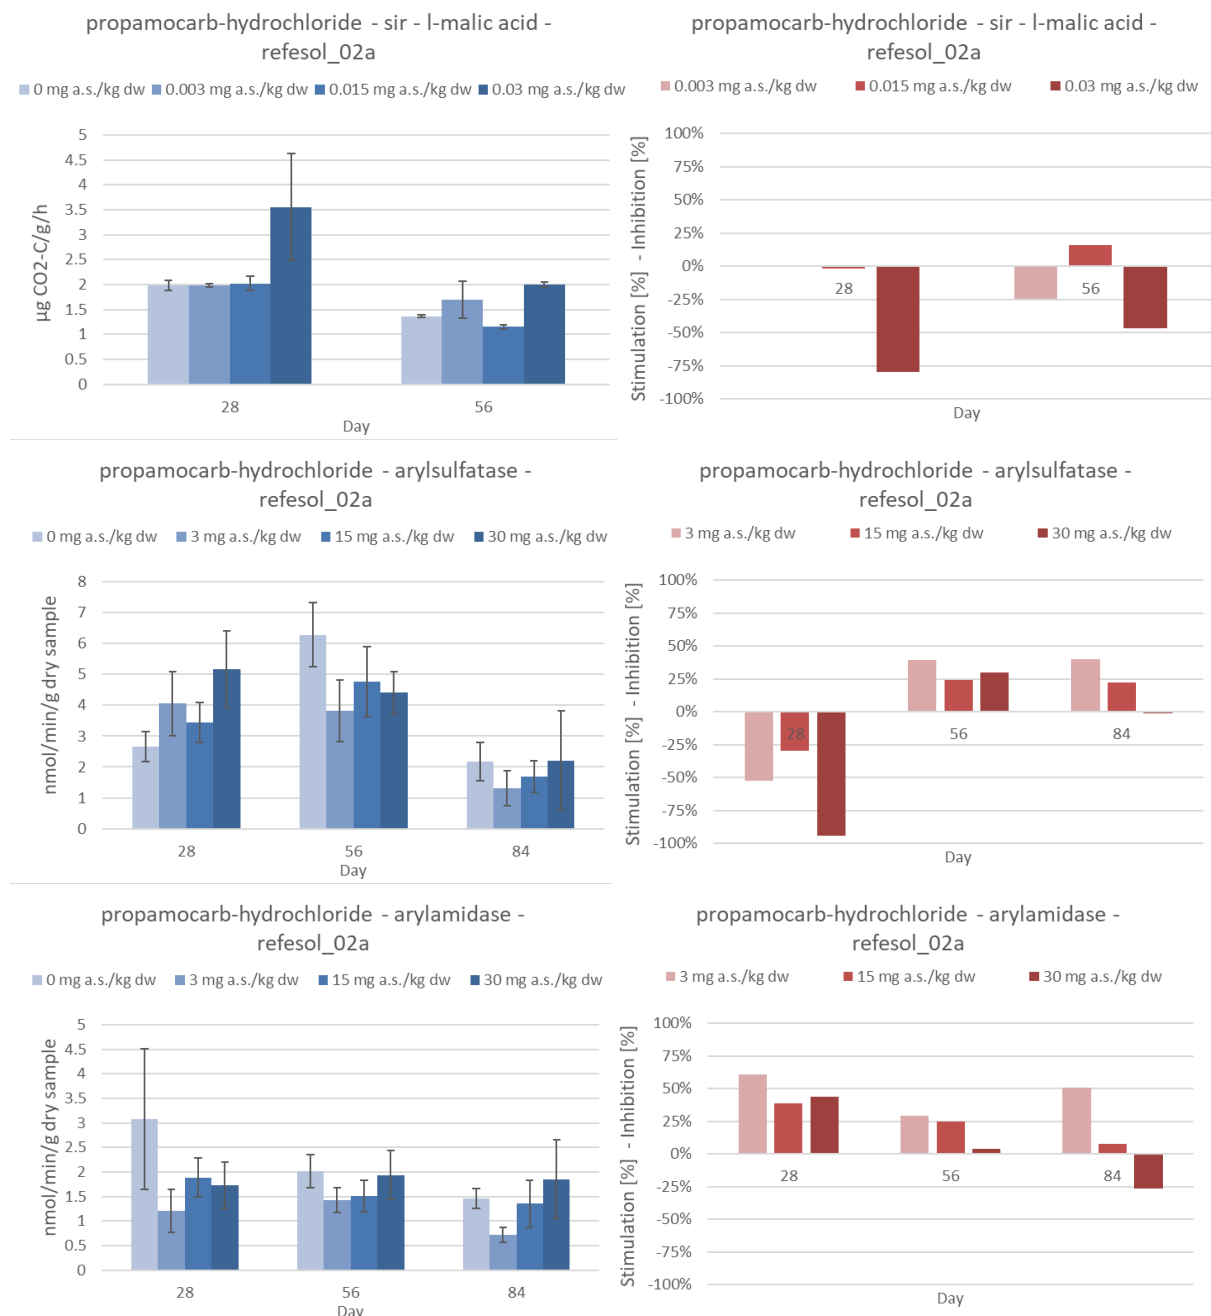 propamocarb-hydrochloride - sir - l-malic acid -
refesol_02a
0 mg a.s./kg dw 0.003 mg a.s./kg dw 0.015 mg a.s./kg dw 0.03 mg a.s./kg dw
µg CO2-C/g/h
5
4.5
4
3.5
3
2.5
2
1.5
1
0.5
0
28 56
Day
propamocarb-hydrochloride - sir - l-malic acid -
refesol_02a
0.003 mg a.s./kg dw 0.015 mg a.s./kg dw 0.03 mg a.s./kg dw
Stimulation [%] - Inhibition [%]
100%
75%
50%
25%
0%
-25%
-50%
-75%
-100%
28 56
Day
propamocarb-hydrochloride - arylsulfatase -
refesol_02a
0 mg a.s./kg dw 3 mg a.s./kg dw 15 mg a.s./kg dw 30 mg a.s./kg dw
nmol/min/g dry sample
8
7
6
5
4
3
2
1
0
28 56 84
Day
propamocarb-hydrochloride - arylsulfatase -
refesol_02a
3 mg a.s./kg dw 15 mg a.s./kg dw 30 mg a.s./kg dw
Stimulation [%] - Inhibition [%]
100%
75%
50%
25%
0%
-25%
-50%
-75%
-100%
28 56 84
Day
propamocarb-hydrochloride - arylamidase -
refesol_02a
0 mg a.s./kg dw 3 mg a.s./kg dw 15 mg a.s./kg dw 30 mg a.s./kg dw
nmol/min/g dry sample
5
4.5
4
3.5
3
2.5
2
1.5
1
0.5
0
28 56 84
Day
propamocarb-hydrochloride - arylamidase -
refesol_02a
3 mg a.s./kg dw 15 mg a.s./kg dw 30 mg a.s./kg dw
Stimulation [%] - Inhibition [%]
100%
75%
50%
25%
0%
-25%
-50%
-75%
-100%
28 56 84
Day